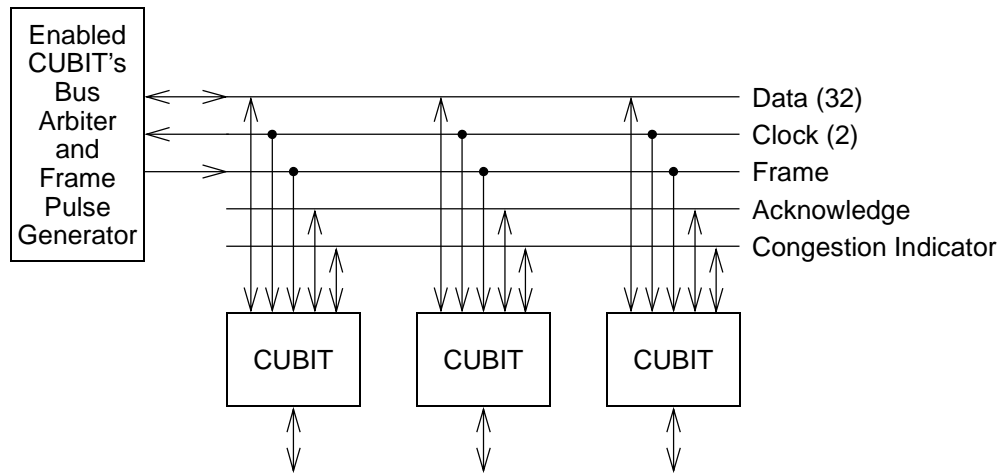 Enabled
CUBIT's
Bus
Arbiter
and
Frame
Pulse
Generator
Data (32)
Clock (2)
Frame
Acknowledge
Congestion Indicator
CUBIT
CUBIT
CUBIT